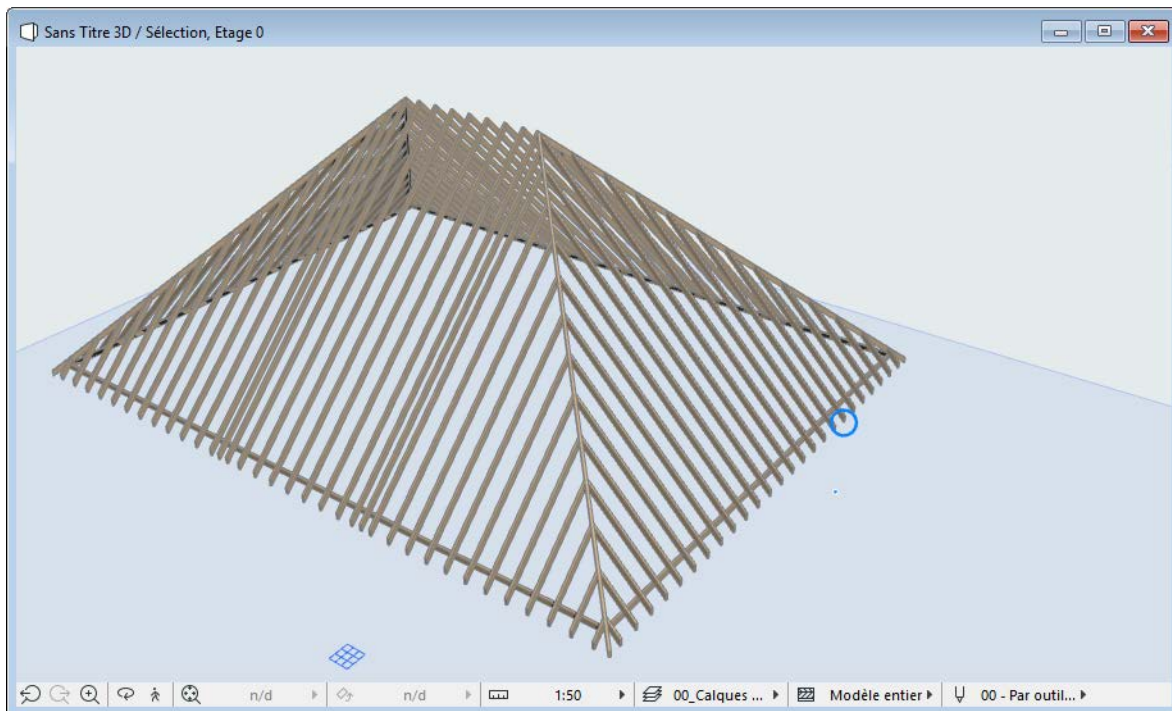 Sans Titre 3D / Sélection, Etage 0
n/d n/d 1:50 00_Calques ... Modèle entier 00 - Par outil...